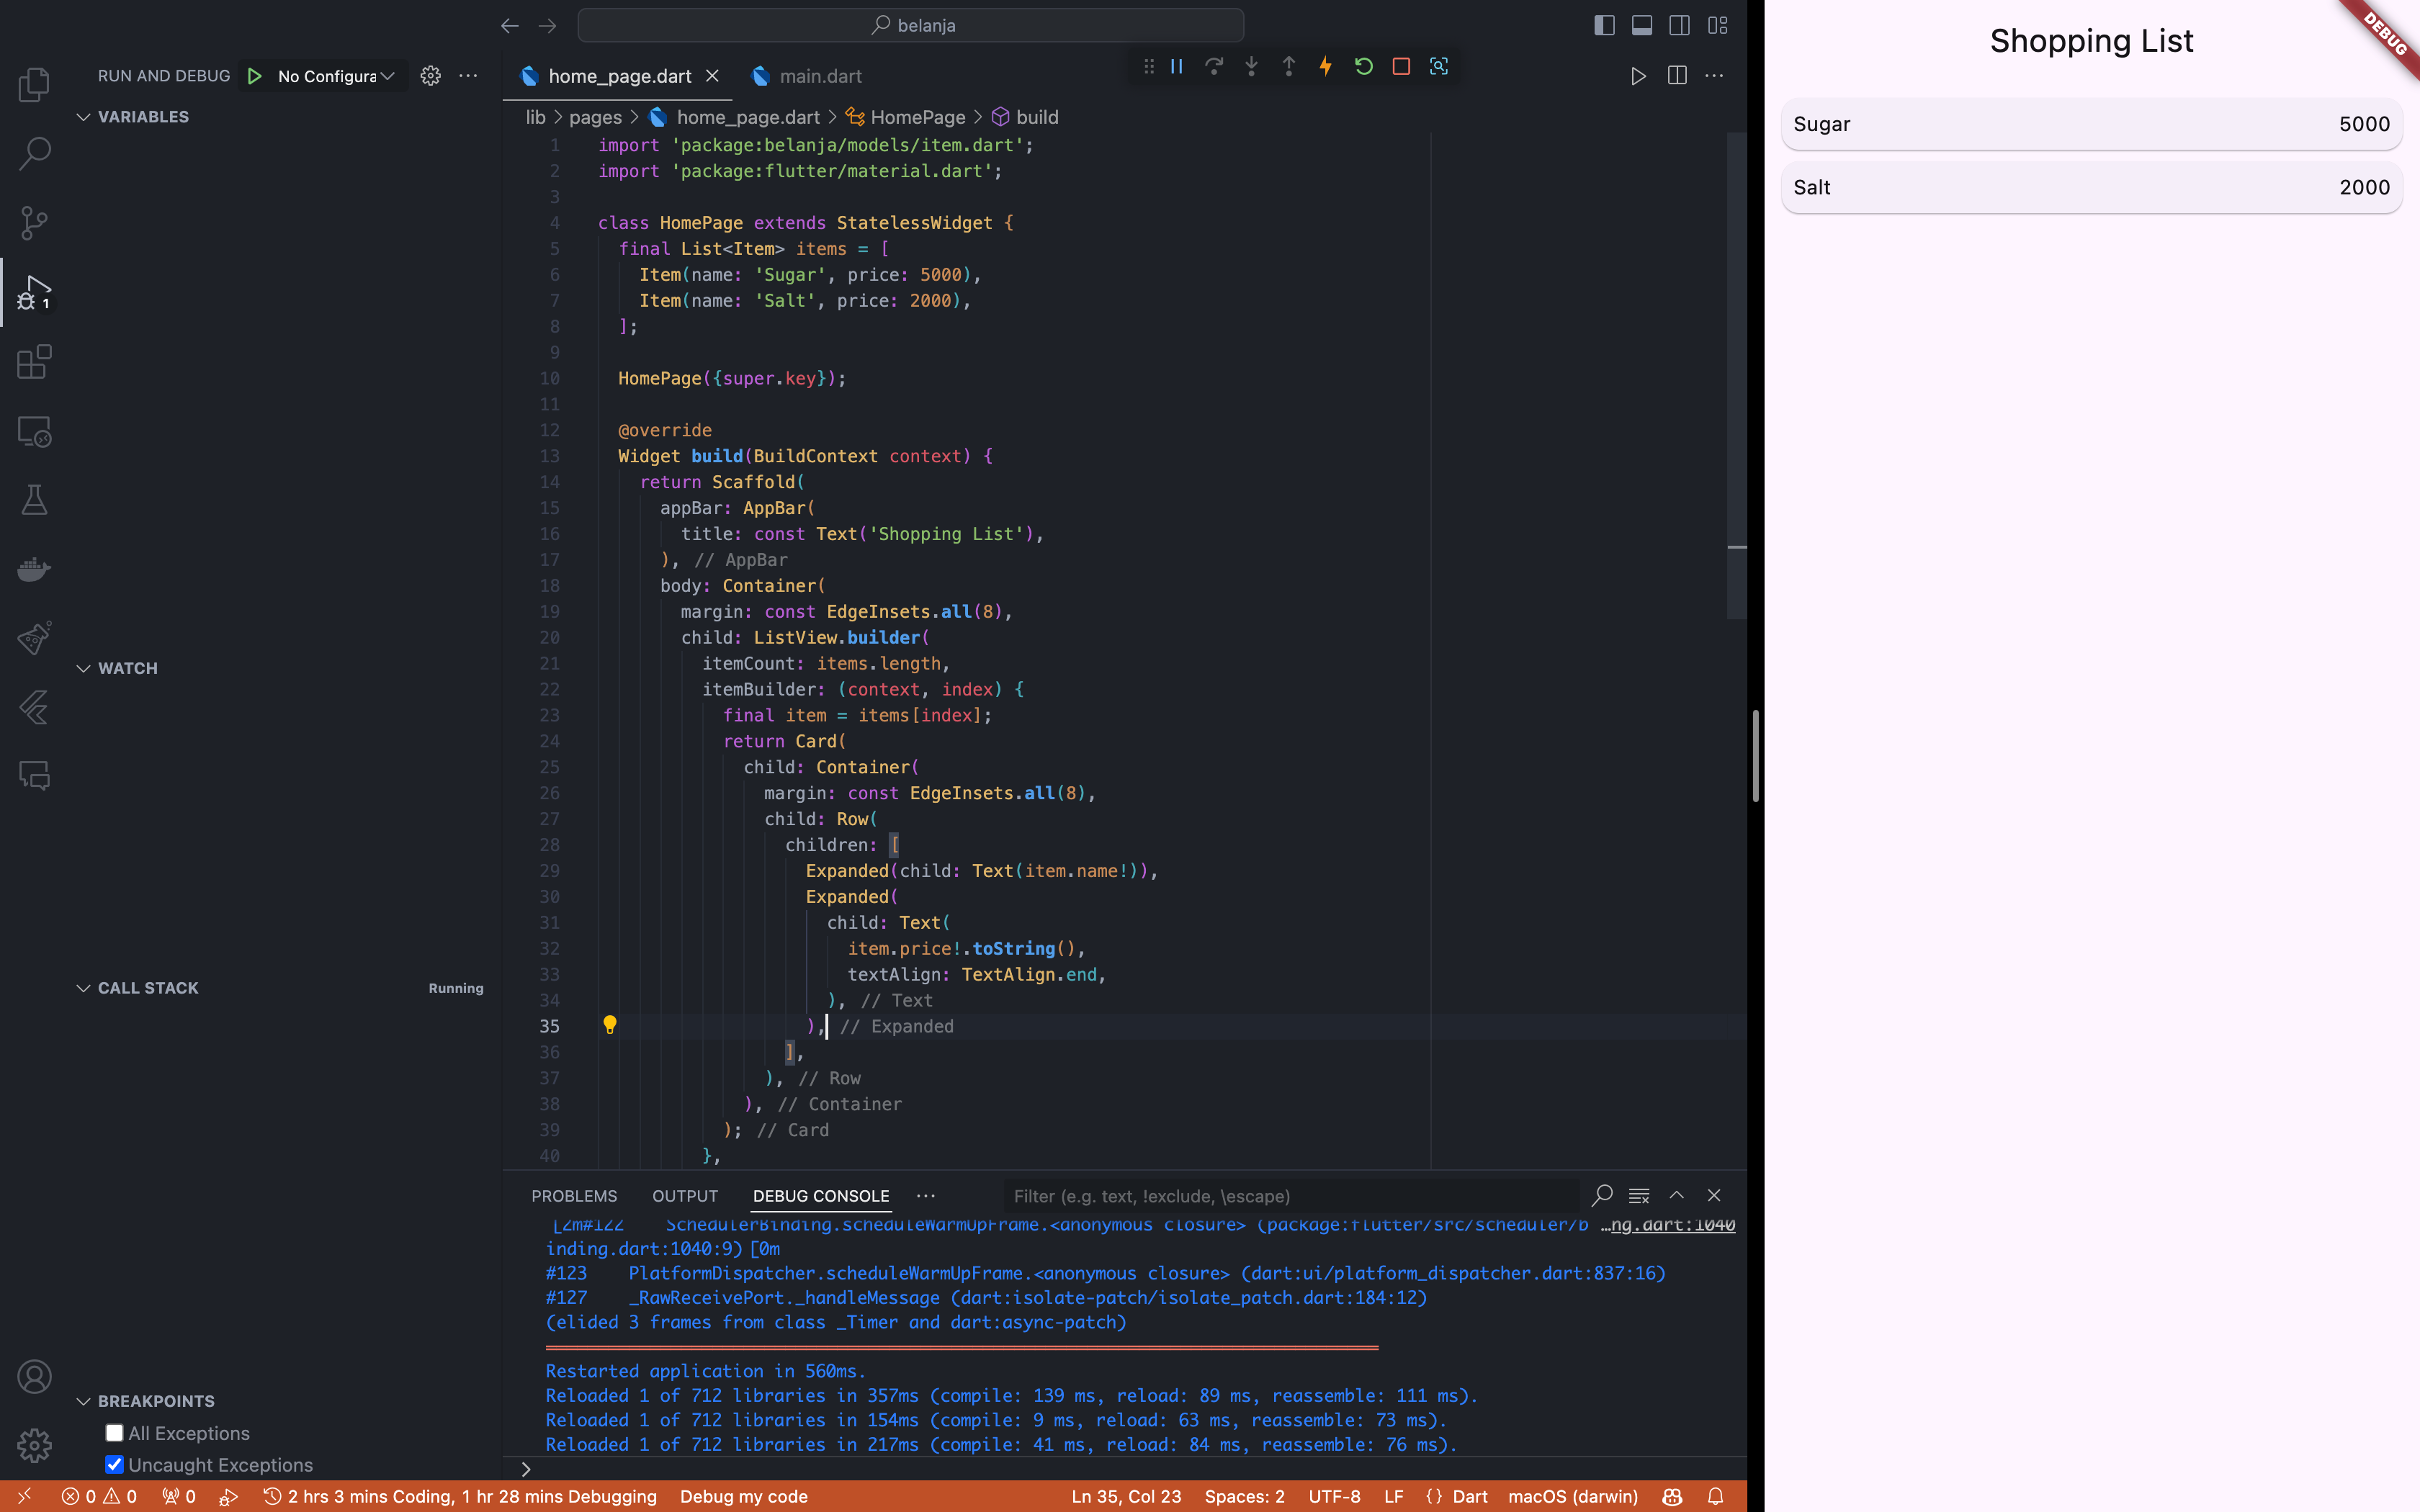 belanja
RUN AND DEBUG No Configura
VARIABLES
1
WATCH
CALL STACK Running
BREAKPOINTS
All Exceptions
Uncaught Exceptions
home_page.dart main.dart
lib > pages > home_page.dart > HomePage > build
1 import 'package:belanja/models/item.dart';
2 import 'package:flutter/material.dart';
3
4 class HomePage extends StatelessWidget {
5 final List<Item> items = [
6 Item(name: 'Sugar', price: 5000),
7 Item(name: 'Salt', price: 2000),
8 ];
9
10 HomePage({super.key});
11
12 @override
13 Widget build(BuildContext context) {
14 return Scaffold(
15 appBar: AppBar(
16 title: const Text('Shopping List'),
17 ), // AppBar
18 body: Container(
19 margin: const EdgeInsets.all(8),
20 child: ListView.builder(
21 itemCount: items.length,
22 itemBuilder: (context, index) {
23 final item = items[index];
24 return Card(
25 child: Container(
26 margin: const EdgeInsets.all(8),
27 child: Row(
28 children: [
29 Expanded(child: Text(item.name!)),
30 Expanded(
31 child: Text(
32 item.price!.toString(),
33 textAlign: TextAlign.end,
34 ), // Text
35 ), // Expanded
36 ],
37 ), // Row
38 ), // Container
39 ); // Card
40 },
PROBLEMS OUTPUT DEBUG CONSOLE Filter (e.g. text, !exclude, \escape)
[2m#122 SchedulerBinding.scheduleWarmUpFrame.<anonymous closure> (package:flutter/src/scheduler/b …ng.dart:1040
inding.dart:1040:9)[0m
#123 PlatformDispatcher.scheduleWarmUpFrame.<anonymous closure> (dart:ui/platform_dispatcher.dart:837:16)
#127 _RawReceivePort._handleMessage (dart:isolate-patch/isolate_patch.dart:184:12)
(elided 3 frames from class _Timer and dart:async-patch)
Restarted application in 560ms.
Reloaded 1 of 712 libraries in 357ms (compile: 139 ms, reload: 89 ms, reassemble: 111 ms).
Reloaded 1 of 712 libraries in 154ms (compile: 9 ms, reload: 63 ms, reassemble: 73 ms).
Reloaded 1 of 712 libraries in 217ms (compile: 41 ms, reload: 84 ms, reassemble: 76 ms).
0 0 0 2 hrs 3 mins Coding, 1 hr 28 mins Debugging Debug my code Ln 35, Col 23 Spaces: 2 UTF-8 LF {} Dart macOS (darwin)
Shopping List
DEBUG
Sugar 5000
Salt 2000